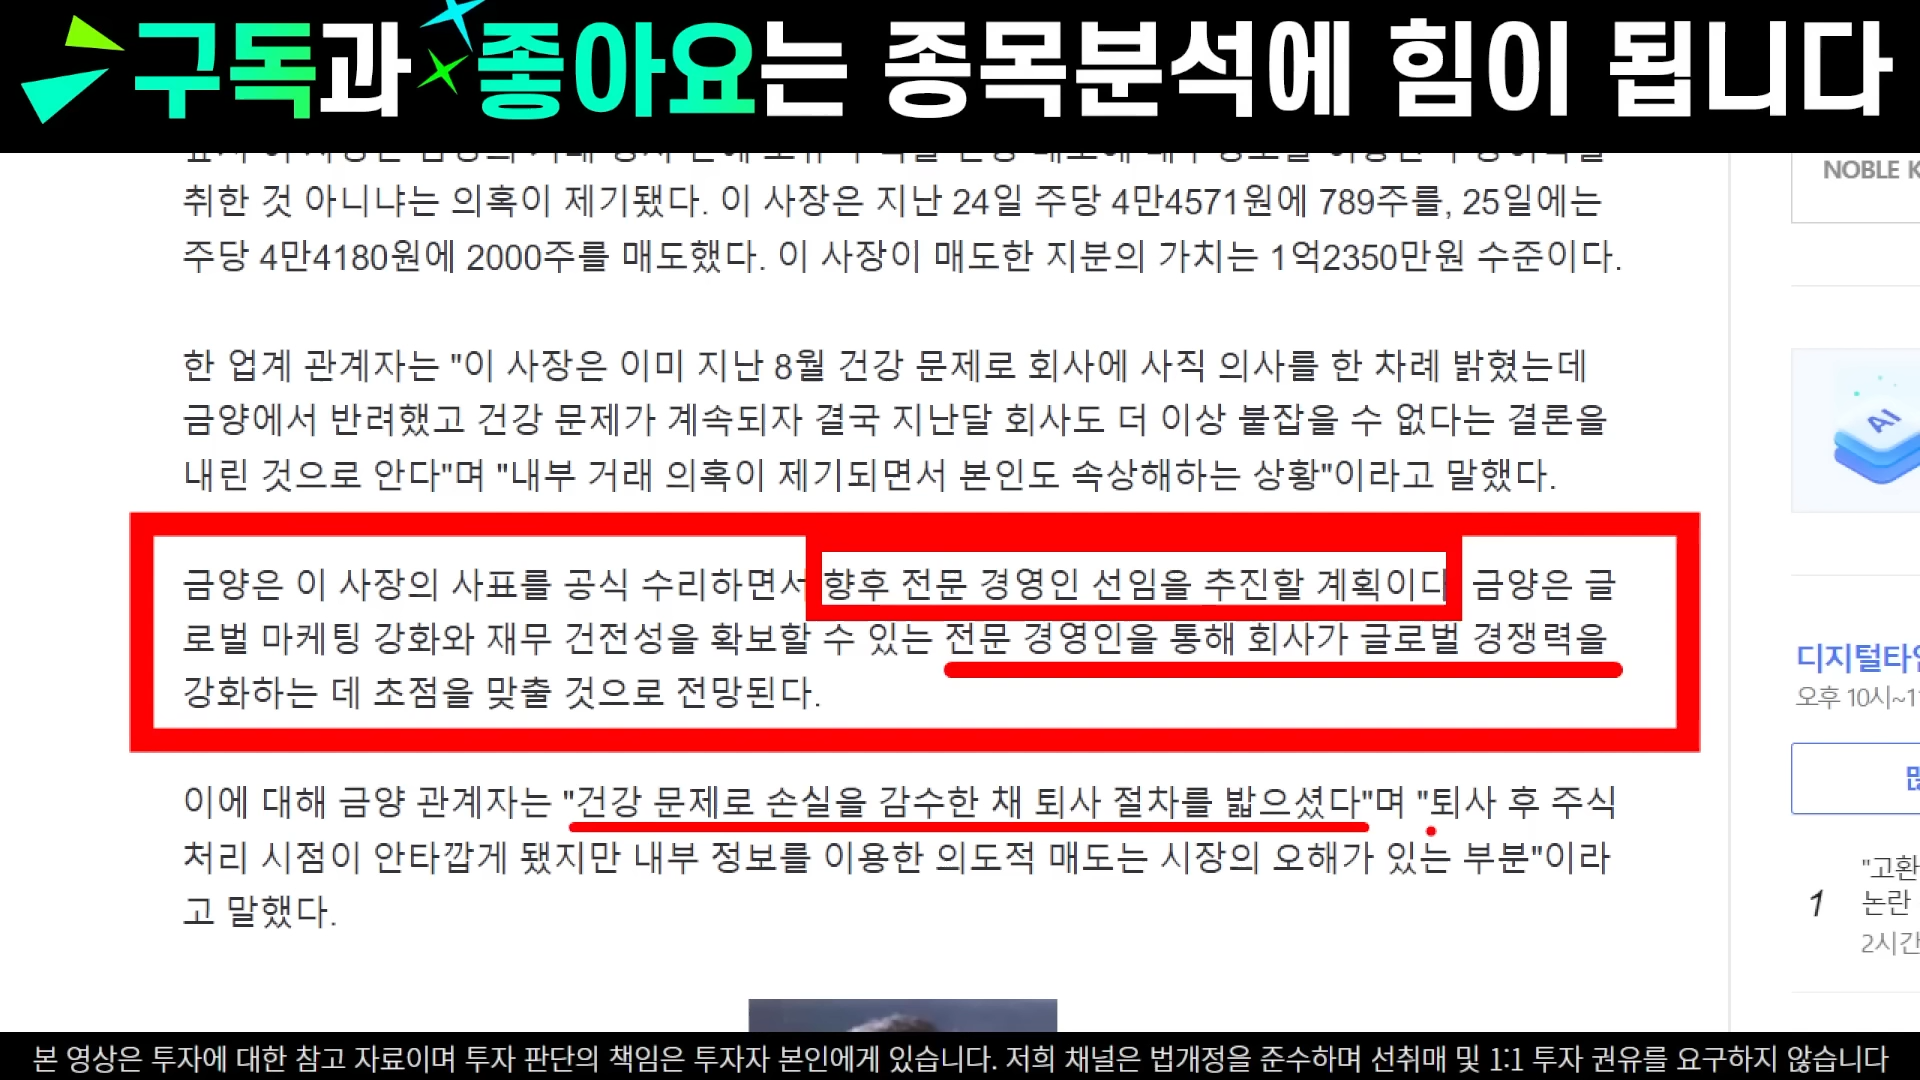 구독과 좋아요는 종목분석에 힘이 됩니다
취한 것 아니냐는 의혹이 제기됐다. 이 사장은 지난 24일 주당 4만4571원에 789주를, 25일에는
주당 4만4180원에 2000주를 매도했다. 이 사장이 매도한 지분의 가치는 1억2350만원 수준이다.
한 업계 관계자는 "이 사장은 이미 지난 8월 건강 문제로 회사에 사직 의사를 한 차례 밝혔는데
금양에서 반려했고 건강 문제가 계속되자 결국 지난달 회사도 더 이상 붙잡을 수 없다는 결론을
내린 것으로 안다"며 "내부 거래 의혹이 제기되면서 본인도 속상해하는 상황"이라고 말했다.
금양은 이 사장의 사표를 공식 수리하면서 향후 전문 경영인 선임을 추진할 계획이다 금양은 글
로벌 마케팅 강화와 재무 건전성을 확보할 수 있는 전문 경영인을 통해 회사가 글로벌 경쟁력을
강화하는 데 초점을 맞출 것으로 전망된다.
이에 대해 금양 관계자는 "건강 문제로 손실을 감수한 채 퇴사 절차를 밟으셨다"며 "퇴사 후 주식
처리 시점이 안타깝게 됐지만 내부 정보를 이용한 의도적 매도는 시장의 오해가 있는 부분"이라
고 말했다.
NOBLE
AI
디지털타
오후 10시~1
"고환
1
논란
2시간
본 영상은 투자에 대한 참고 자료이며 투자 판단의 책임은 투자자 본인에게 있습니다. 저희 채널은 법개정을 준수하며 선취매 및 1:1 투자 권유를 요구하지 않습니다